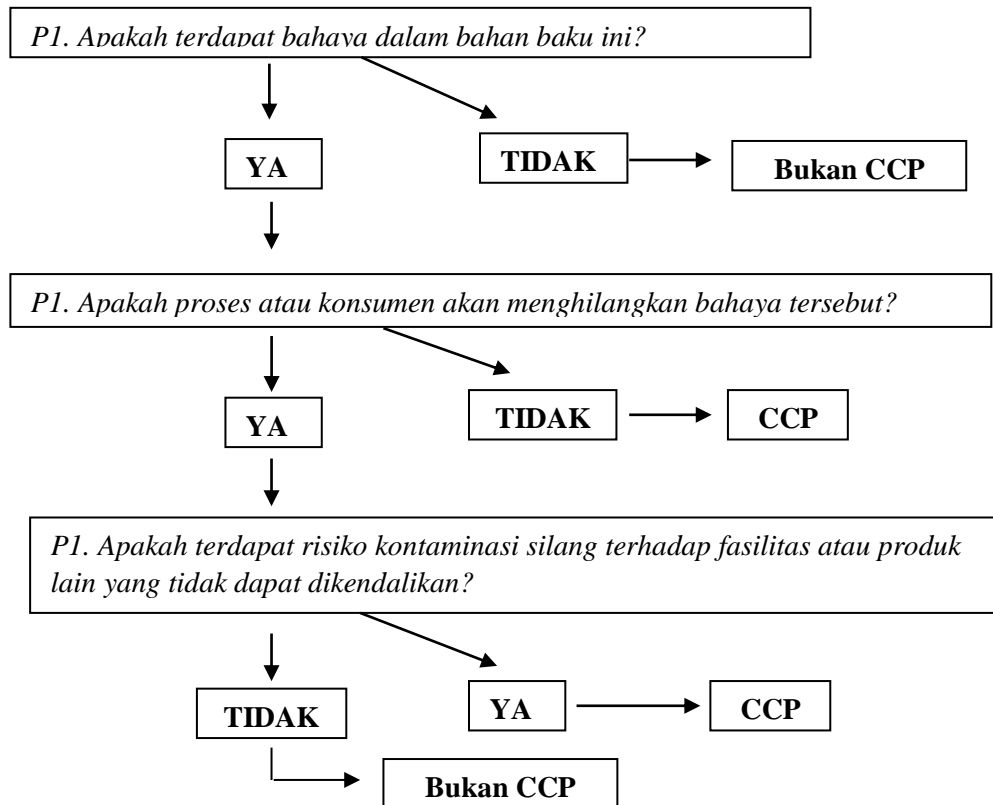 P1. Apakah terdapat bahaya dalam bahan baku ini?
YA
TIDAK
Bukan CCP
P1. Apakah proses atau konsumen akan menghilangkan bahaya tersebut?
YA
TIDAK
CCP
P1. Apakah terdapat risiko kontaminasi silang terhadap fasilitas atau produk
lain yang tidak dapat dikendalikan?
TIDAK
YA
CCP
Bukan CCP